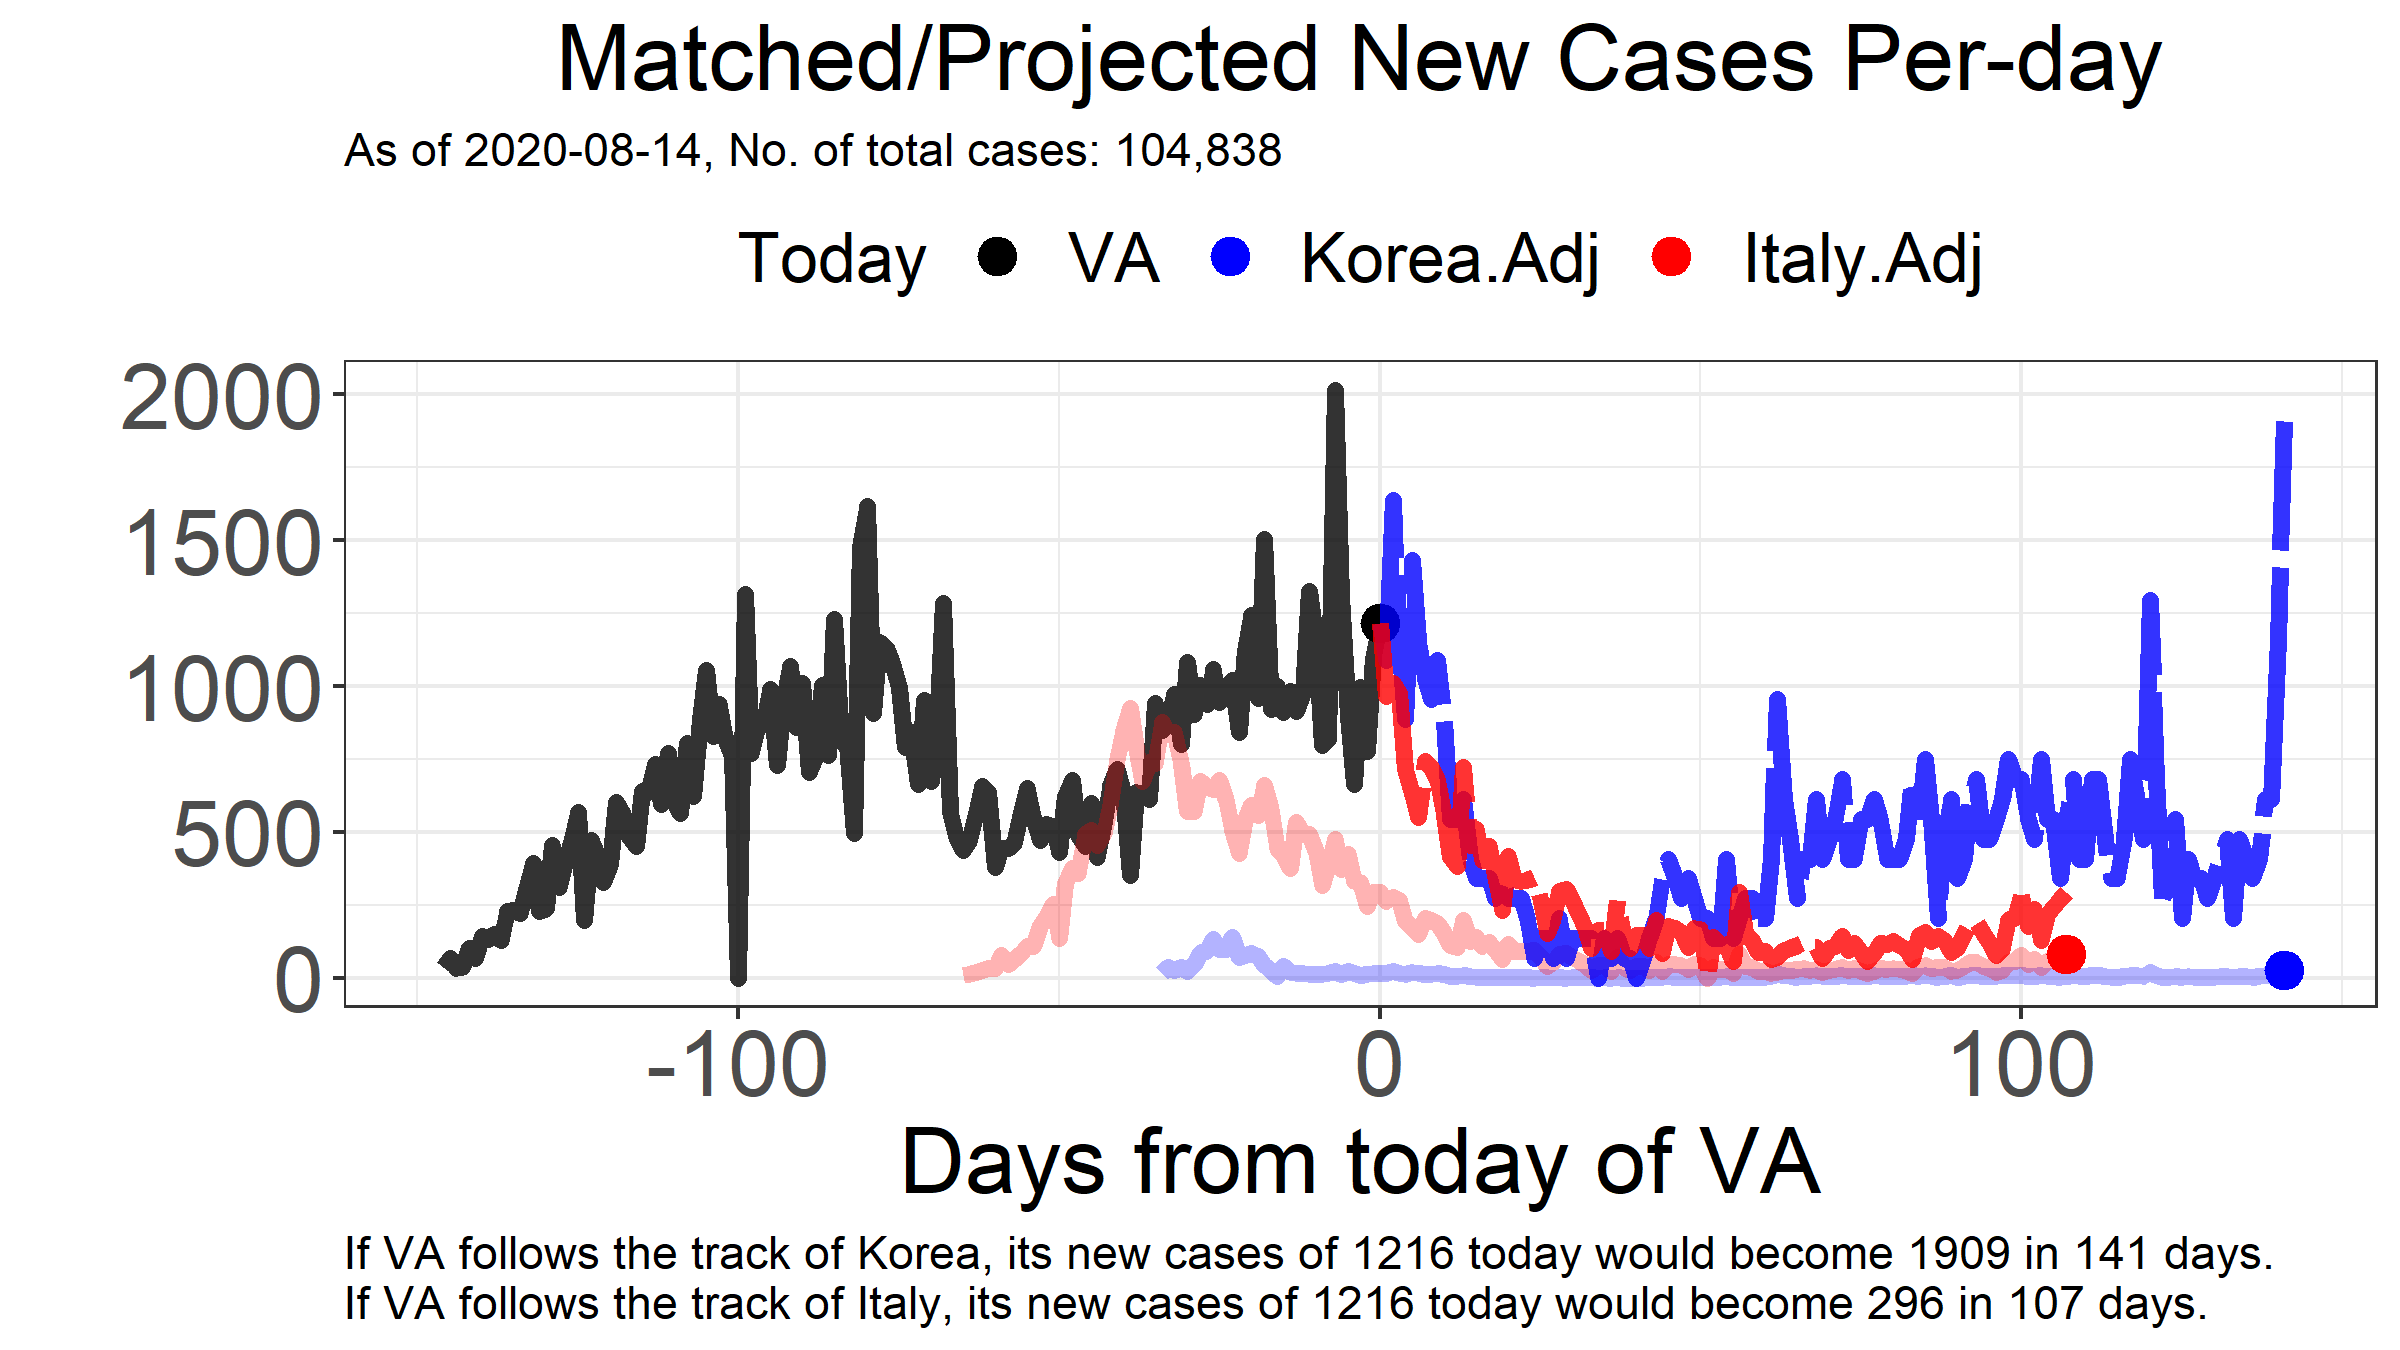 Matched/Projected New Cases Per-day
As of 2020-08-14, No. of total cases: 104,838
Today VA Korea.Adj Italy.Adj
2000
1500
1000
500
0
-100 0 100
Days from today of VA
If VA follows the track of Korea, its new cases of 1216 today would become 1909 in 141 days.
If VA follows the track of Italy, its new cases of 1216 today would become 296 in 107 days.